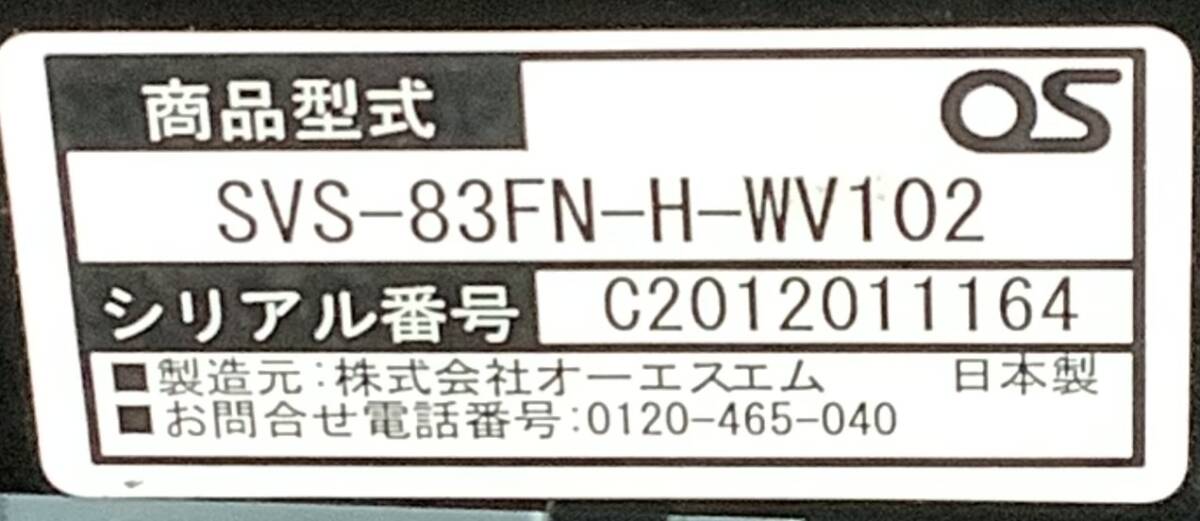 商品型式
OS
SVS-83FN-H-WV102
シリアル番号 C2012011164
■製造元:株式会社オーエスエム 日本製
■お問合せ電話番号:0120-465-040